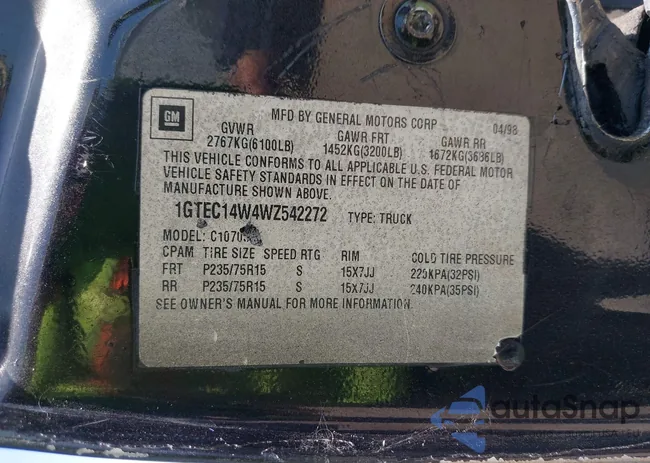 GM
MFD BY GENERAL MOTORS CORP 04/98
GVWR GAWR FRT GAWR RR
2767KG(6100LB) 1452KG(3200LB) 1672KG(3686LB)
THIS VEHICLE CONFORMS TO ALL APPLICABLE U.S. FEDERAL MOTOR
VEHICLE SAFETY STANDARDS IN EFFECT ON THE DATE OF
MANUFACTURE SHOWN ABOVE.
1GTEC14W4WZ542272 TYPE: TRUCK
MODEL:
CPAM TIRE SIZE SPEED RTG RIM COLD TIRE PRESSURE
FRT P235/75R15 S 15X7JJ 220KPA(32PSI)
RR P235/75R15 S 15X7JJ 240KPA(35PSI)
SEE OWNER'S MANUAL FOR MORE INFORMATION.
autoSnap